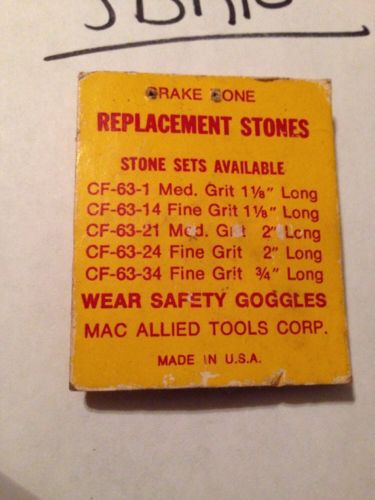 BRAKE HONE
REPLACEMENT STONES
STONE SETS AVAILABLE
CF-63-1 Med. Grit 1⅛" Long
CF-63-14 Fine Grit 1⅛" Long
CF-63-21 Med. Grit 2" Long
CF-63-24 Fine Grit 2" Long
CF-63-34 Fine Grit ¾" Long
WEAR SAFETY GOGGLES
MAC ALLIED TOOLS CORP.
MADE IN U.S.A.